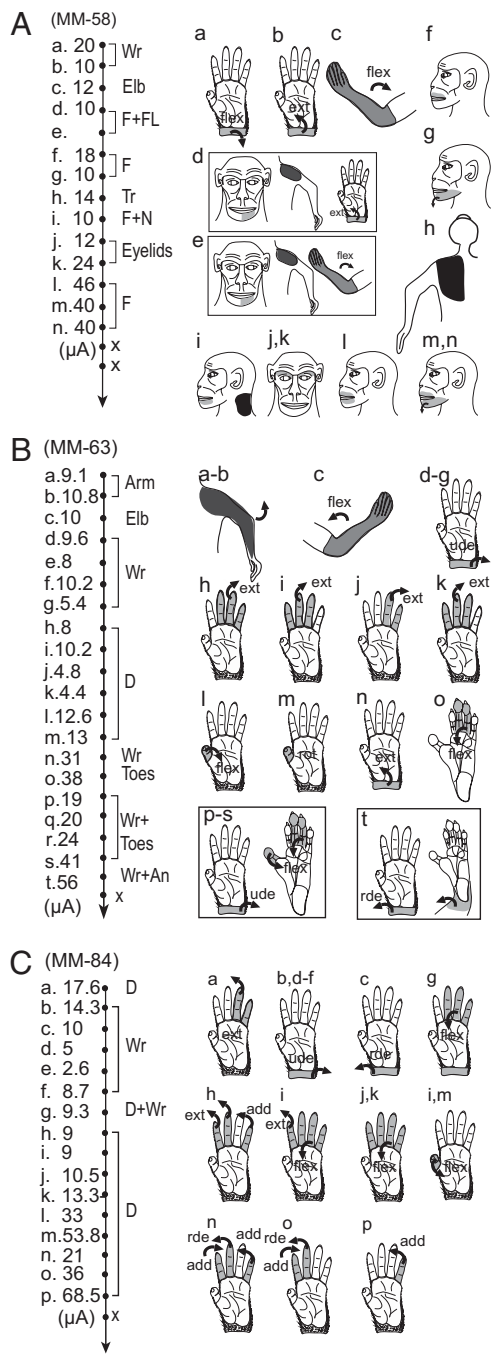 A (MM-58)
a. 20
b. 10
Wr
c. 12 Elb
d. 10
e.
F+FL
f. 18
g. 10
F
h. 14 Tr
i. 10 F+N
j. 12
k. 24
Eyelids
l. 46
m. 40
n. 40
F
(µA) x
x
a b c f
flex ext flex
g
d
ext
h
e
flex
i j,k l m,n
B (MM-63)
a. 9.1
b. 10.8
Arm
c. 10 Elb
d. 9.6
e. 8
f. 10.2
g. 5.4
Wr
h. 8
i. 10.2
j. 4.8
k. 4.4
l. 12.6
m. 13
D
n. 31 Wr
o. 38 Toes
p. 19
q. 20
r. 24
s. 41
Wr+
Toes
t. 56 Wr+An
(µA) x
a-b c d-g
flex ude
h i j k
ext ext ext ext
l m n o
flex rot ext flex
p-s t
ude flex rde
C (MM-84)
a. 17.6 D
b. 14.3
c. 10
d. 5
e. 2.6
f. 8.7
Wr
g. 9.3 D+Wr
h. 9
i. 9
j. 10.5
k. 13.3
l. 33
m. 53.8
n. 21
o. 36
p. 68.5
D
(µA) x
a b,d-f c g
ext ude rde flex
h i j,k i,m
ext add ext flex flex flex
n o p
rde add rde add
add add